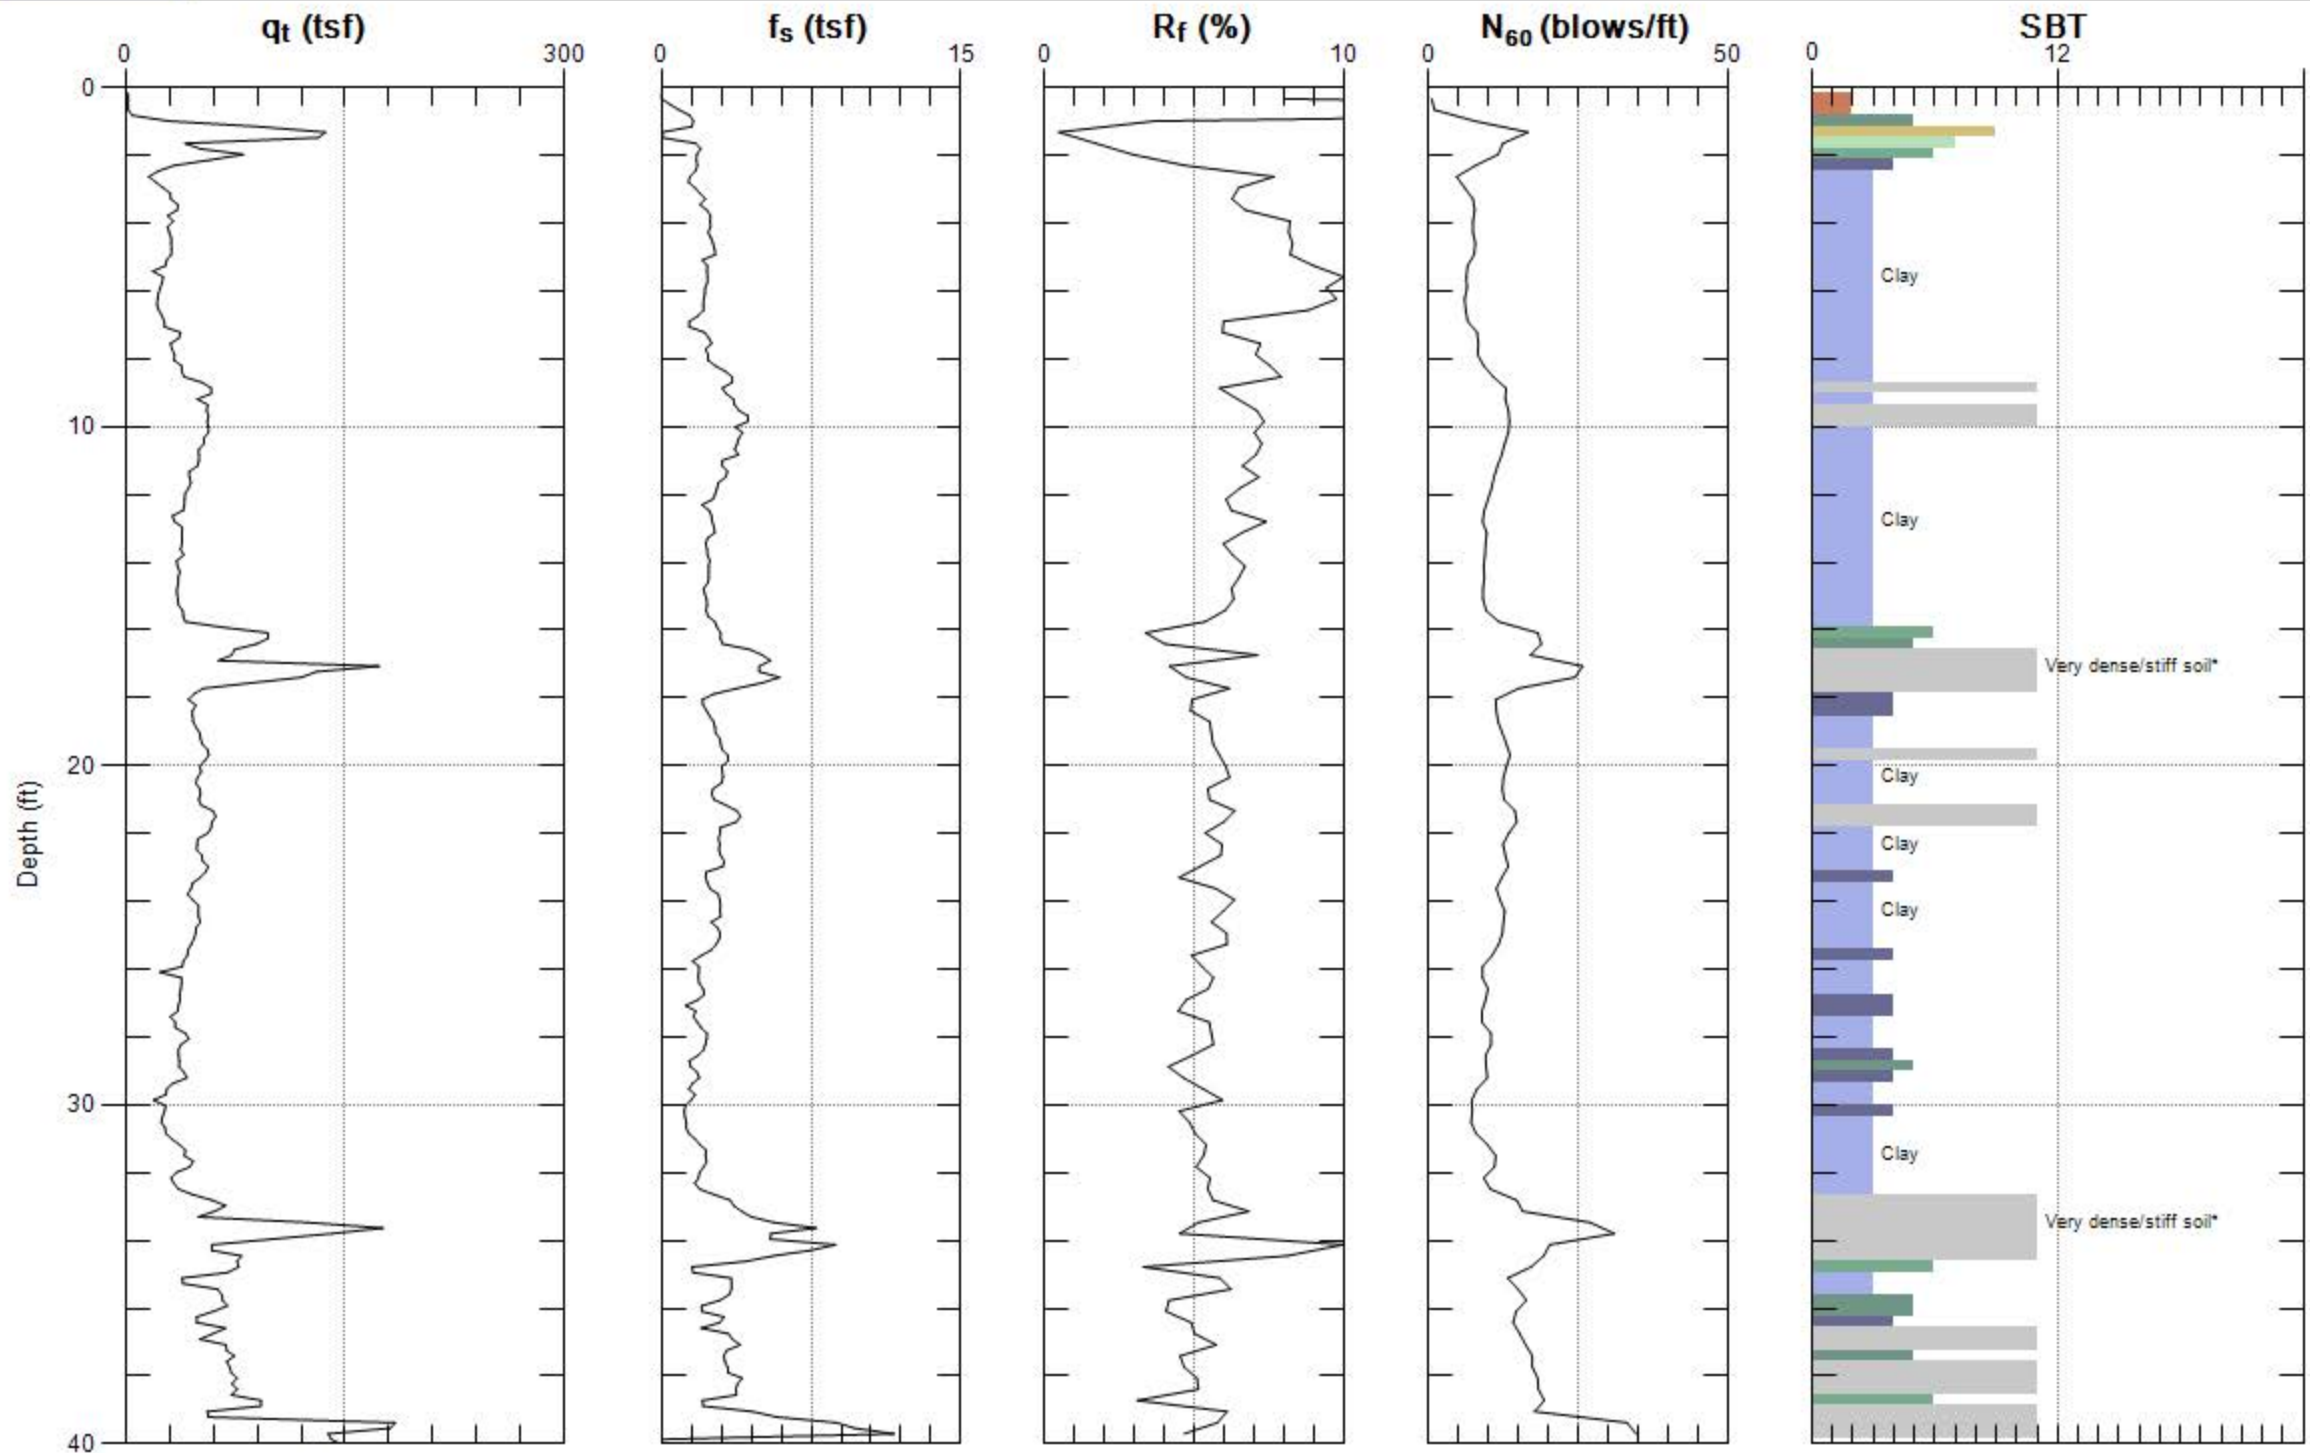 qt (tsf) fs (tsf) Rf (%) N60 (blows/ft) SBT
0 300 0 15 0 10 0 50 0 12
0
Clay
10
Clay
Very dense/stiff soil*
20
Clay
Clay
Depth (ft)
Clay
30
Clay
Very dense/stiff soil*
40